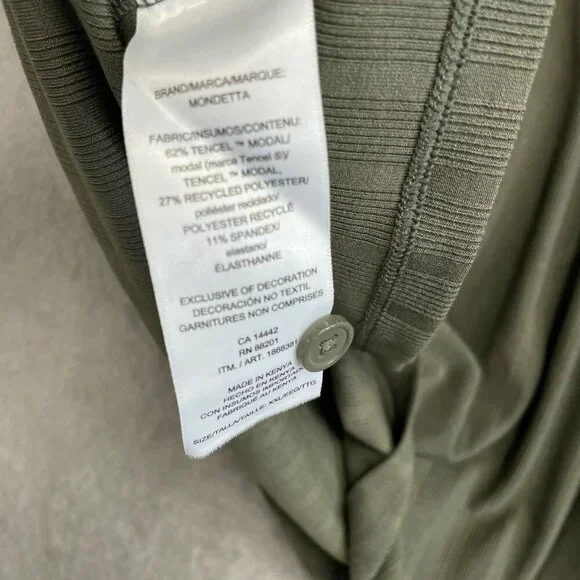 BRAND/MARCA/MARQUE:
MONDETTA
FABRIC/INSUMOS/CONTENU:
62% TENCEL™ MODAL/
modal (marca Tencel ®)/
TENCEL™ MODAL,
27% RECYCLED POLYESTER/
poliéster reciclado/
POLYESTER RECYCLÉ
11% SPANDEX/
elastano/
ÉLASTHANNE
EXCLUSIVE OF DECORATION
DECORACIÓN NO TEXTIL
GARNITURES NON COMPRISES.
CA 14442
RN 88201
ITM. / ART. 1868381
MADE IN KENYA
HECHO EN KENYA
CON INSUMOS IMPORTADO
FABRIQUÉ AU KENYA
SIZE/TALLA/TAILLE: XXL/EEG/TTG